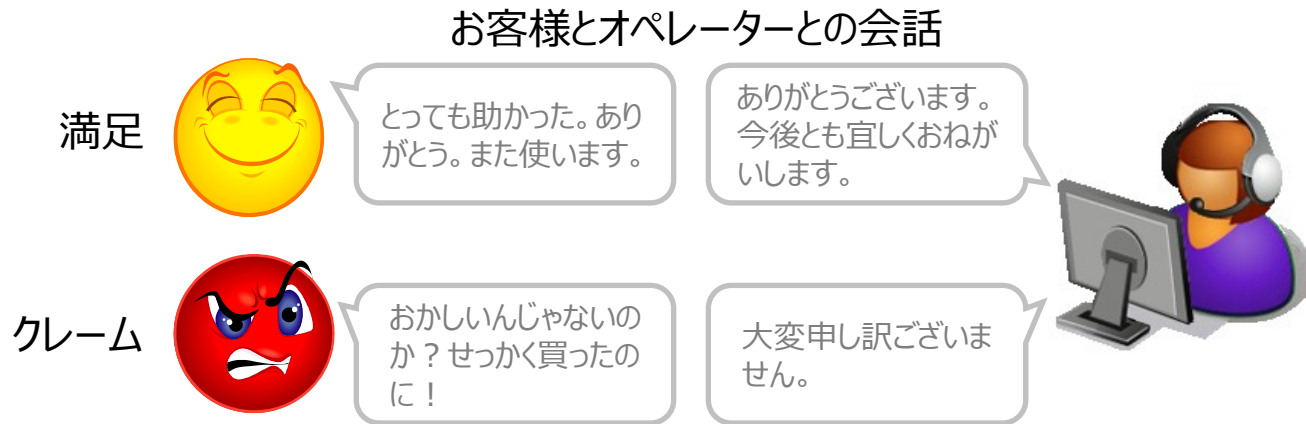 お客様とオペレーターとの会話
満足
とっても助かった。あり
がとう。また使います。
ありがとうございます。
今後とも宜しくおねが
いします。
クレーム
おかしいんじゃないの
か？せっかく買ったの
に！
大変申し訳ございま
せん。